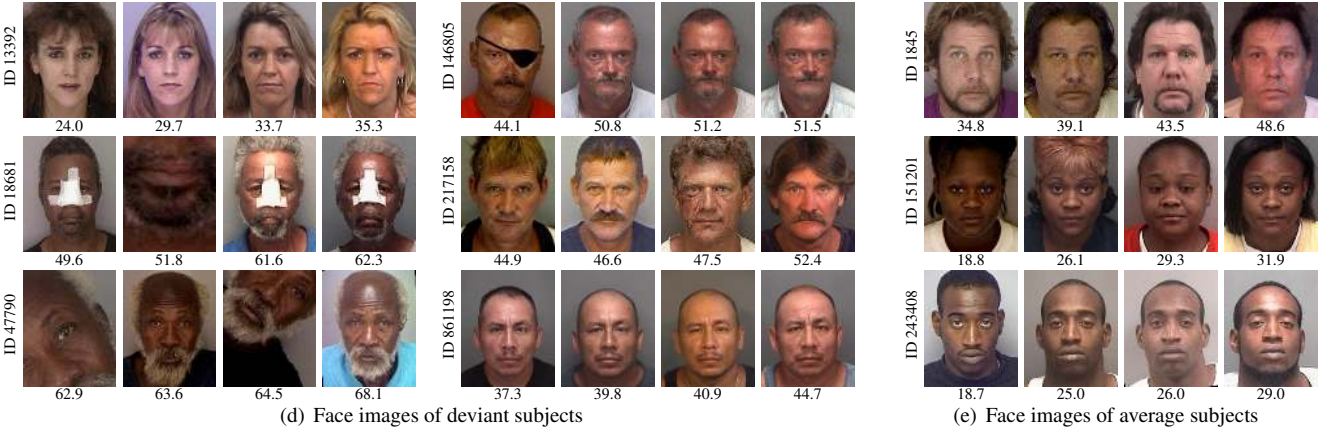 ID 13392
24.0 29.7 33.7 35.3
ID 146805
44.1 50.8 51.2 51.5
ID 1845
34.8 39.1 43.5 48.6
ID 18681
49.6 51.8 61.6 62.3
ID 217158
44.9 46.6 47.5 52.4
ID 151201
18.8 26.1 29.3 31.9
ID 47790
62.9 63.6 64.5 68.1
ID 861198
37.3 39.8 40.9 44.7
ID 243408
18.7 25.0 26.0 29.0
(d) Face images of deviant subjects
(e) Face images of average subjects